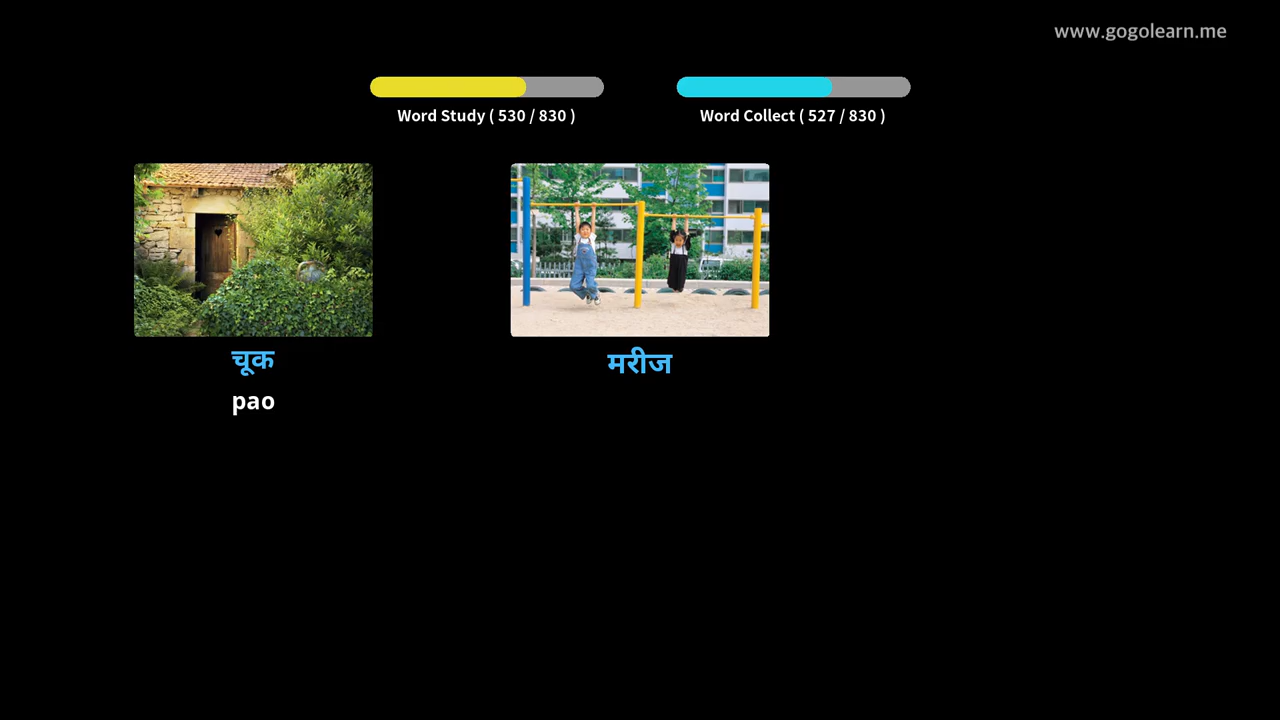 www.gogolearn.me
Word Study ( 530 / 830 )
Word Collect ( 527 / 830 )
चूक
मरीज
pao